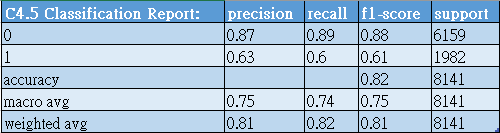 C4.5 Classification Report: precision recall f1-score support
0 0.87 0.89 0.88 6159
1 0.63 0.6 0.61 1982
accuracy 0.82 8141
macro avg 0.75 0.74 0.75 8141
weighted avg 0.81 0.82 0.81 8141